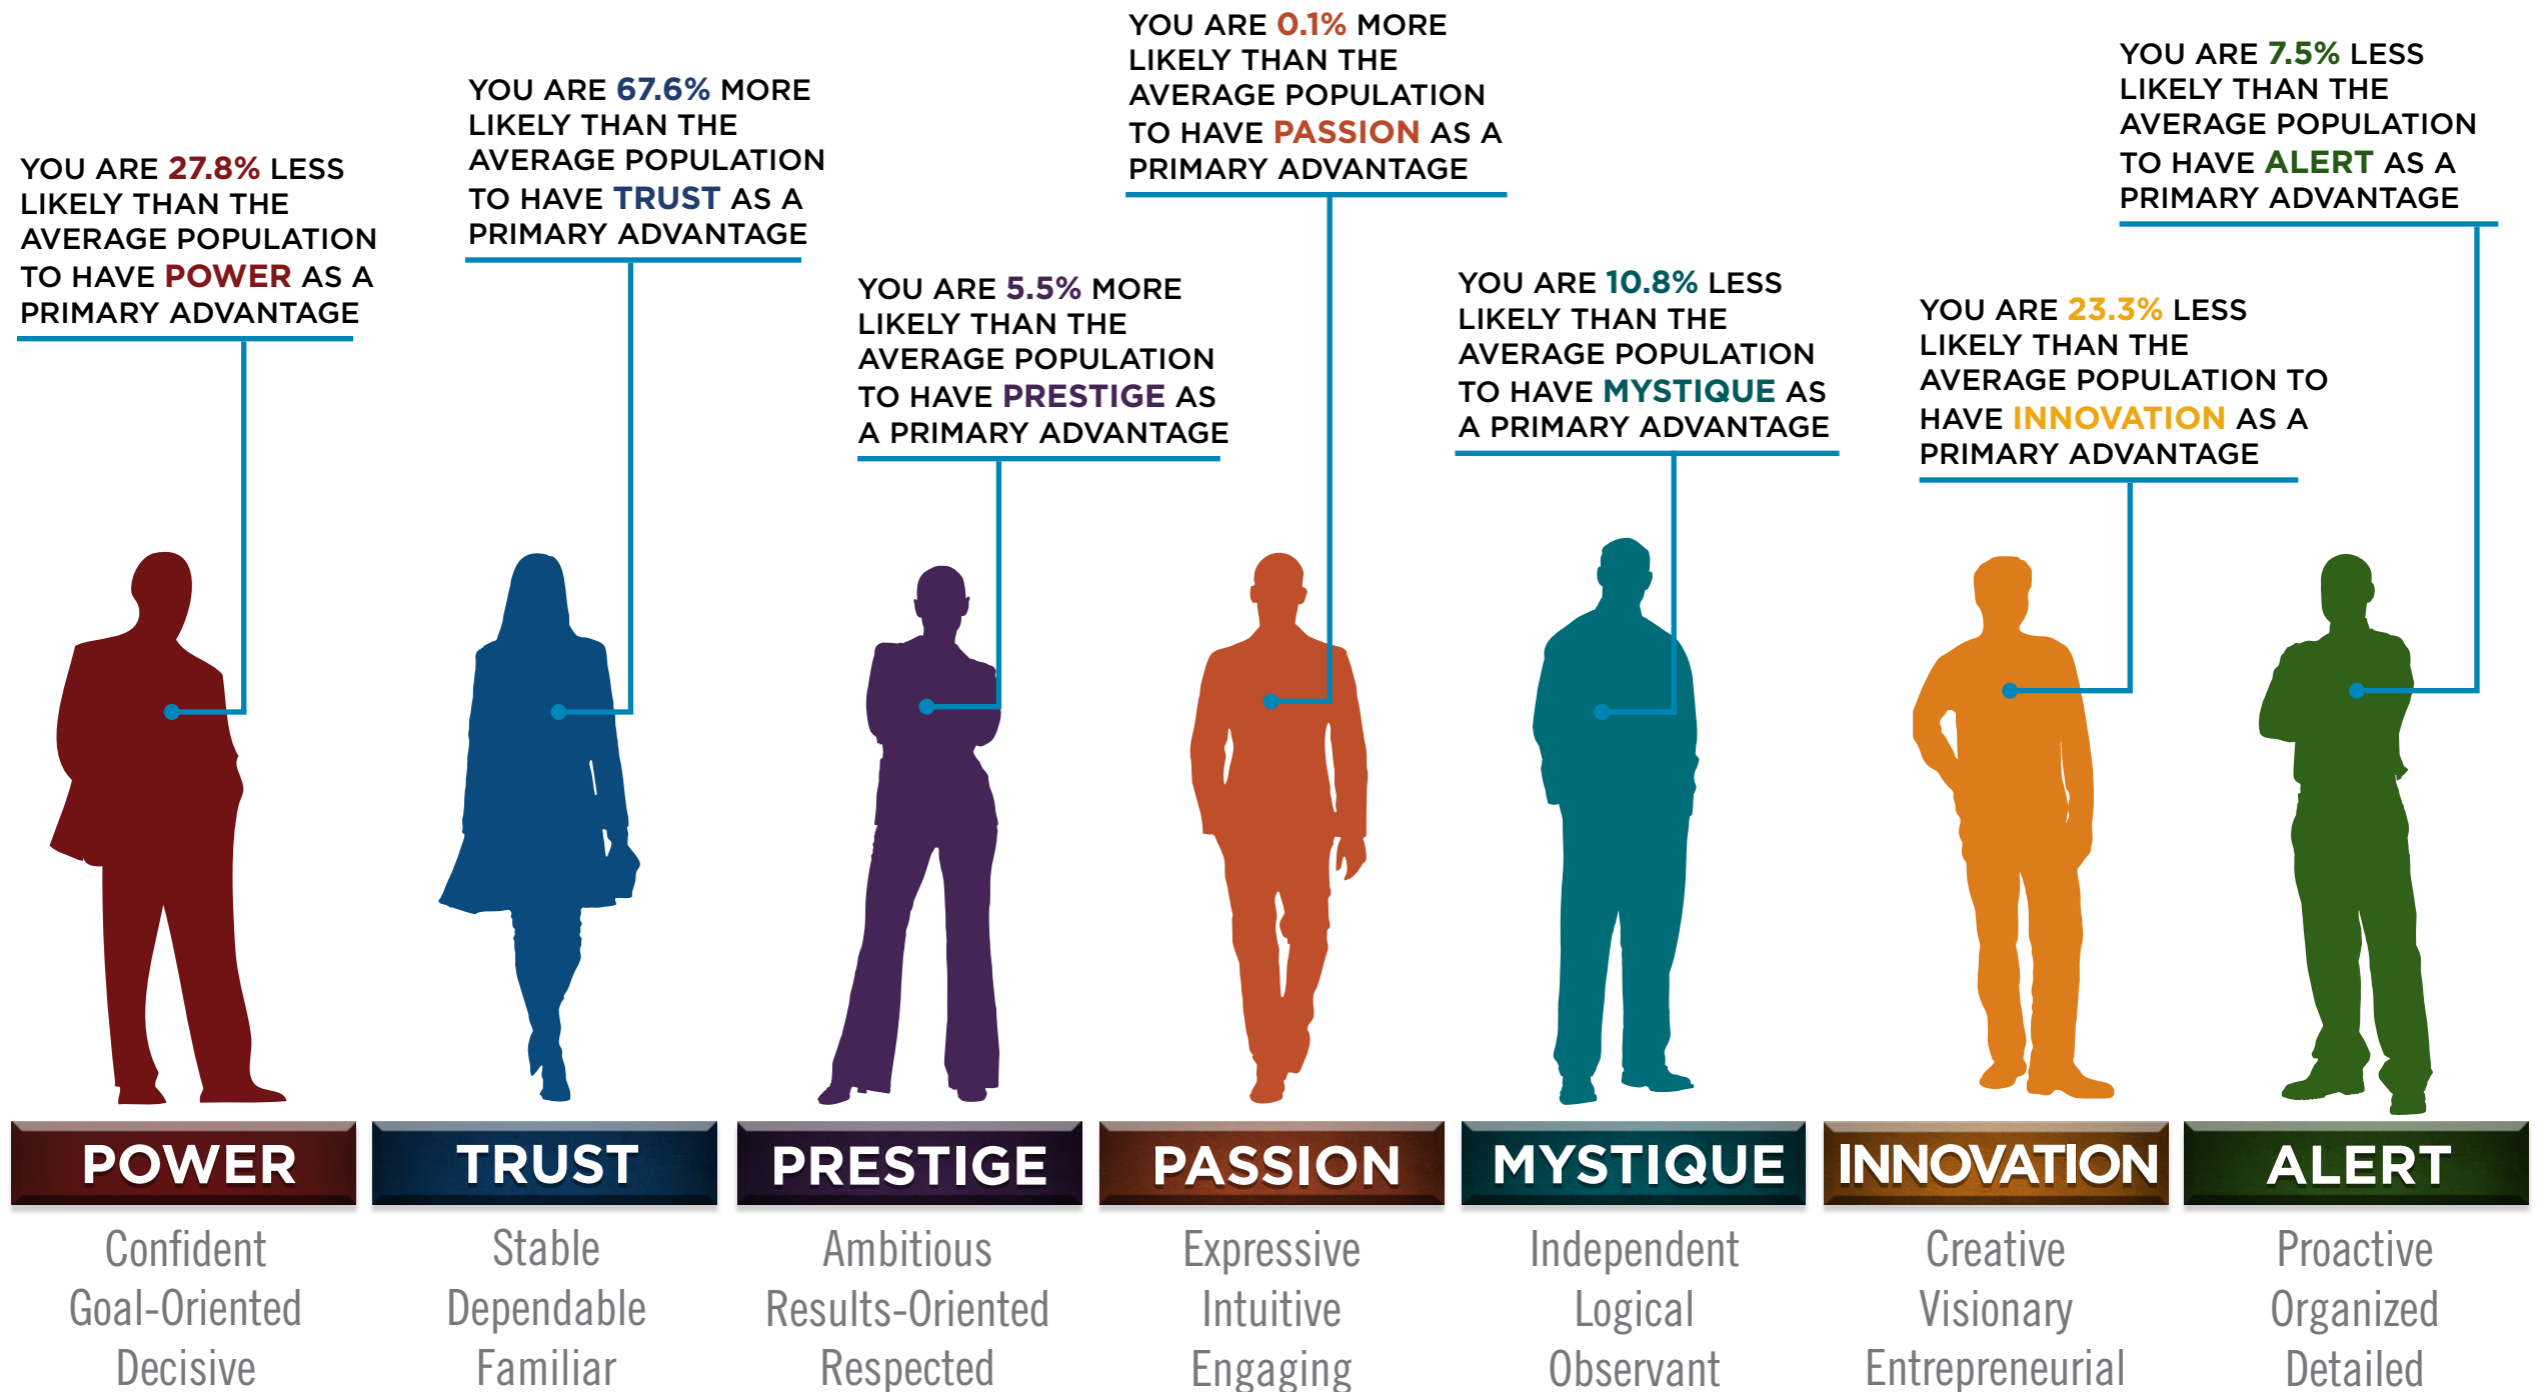 YOU ARE 27.8% LESS
LIKELY THAN THE
AVERAGE POPULATION
TO HAVE POWER AS A
PRIMARY ADVANTAGE
YOU ARE 67.6% MORE
LIKELY THAN THE
AVERAGE POPULATION
TO HAVE TRUST AS A
PRIMARY ADVANTAGE
YOU ARE 5.5% MORE
LIKELY THAN THE
AVERAGE POPULATION
TO HAVE PRESTIGE AS
A PRIMARY ADVANTAGE
YOU ARE 0.1% MORE
LIKELY THAN THE
AVERAGE POPULATION
TO HAVE PASSION AS A
PRIMARY ADVANTAGE
YOU ARE 10.8% LESS
LIKELY THAN THE
AVERAGE POPULATION
TO HAVE MYSTIQUE AS
A PRIMARY ADVANTAGE
YOU ARE 23.3% LESS
LIKELY THAN THE
AVERAGE POPULATION TO
HAVE INNOVATION AS A
PRIMARY ADVANTAGE
YOU ARE 7.5% LESS
LIKELY THAN THE
AVERAGE POPULATION
TO HAVE ALERT AS A
PRIMARY ADVANTAGE
POWER
Confident
Goal-Oriented
Decisive
TRUST
Stable
Dependable
Familiar
PRESTIGE
Ambitious
Results-Oriented
Respected
PASSION
Expressive
Intuitive
Engaging
MYSTIQUE
Independent
Logical
Observant
INNOVATION
Creative
Visionary
Entrepreneurial
ALERT
Proactive
Organized
Detailed